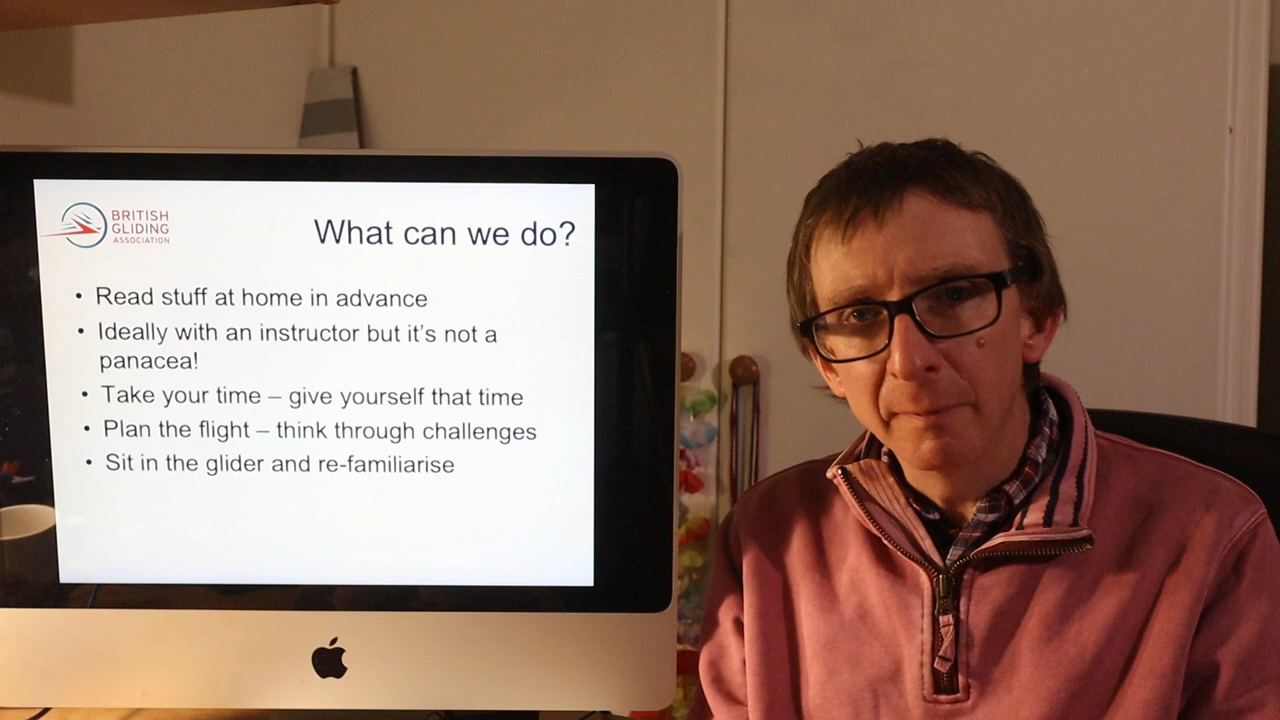 BRITISH
GLIDING
ASSOCIATION
What can we do?
• Read stuff at home in advance
• Ideally with an instructor but it's not a
panacea!
• Take your time – give yourself that time
• Plan the flight – think through challenges
• Sit in the glider and re-familiarise